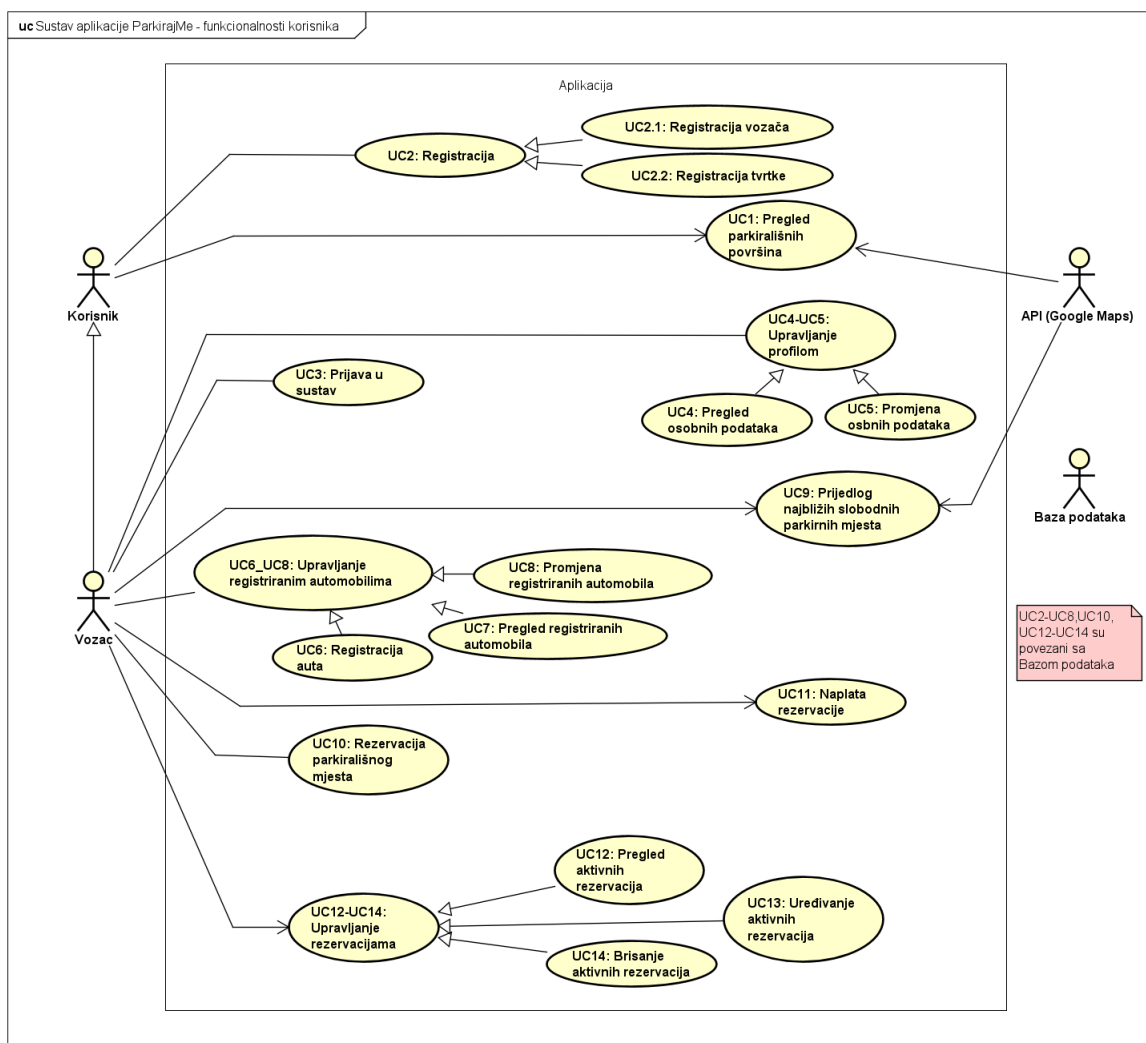 uc Sustav aplikacije ParkirajMe - funkcionalnosti korisnika
Aplikacija
UC2.1: Registracija vozača
UC2: Registracija
UC2.2: Registracija tvrtke
UC1: Pregled
parkirališnih
površina
Korisnik
API (Google Maps)
UC4-UC5:
Upravljanje
profilom
UC3: Prijava u
sustav
UC4: Pregled
osobnih podataka
UC5: Promjena
osbnih podataka
UC9: Prijedlog
najbližih slobodnih
parkirnih mjesta
Baza podataka
UC6_UC8: Upravljanje
registriranim automobilima
UC8: Promjena
registriranih automobila
Vozac
UC7: Pregled registriranih
automobila
UC6: Registracija
auta
UC2-UC8,UC10,
UC12-UC14 su
povezani sa
Bazom podataka
UC11: Naplata
rezervacije
UC10: Rezervacija
parkirališnog
mjesta
UC12: Pregled
aktivnih
rezervacija
UC12-UC14:
Upravljanje
rezervacijama
UC13: Uređivanje
aktivnih
rezervacija
UC14: Brisanje
aktivnih rezervacija